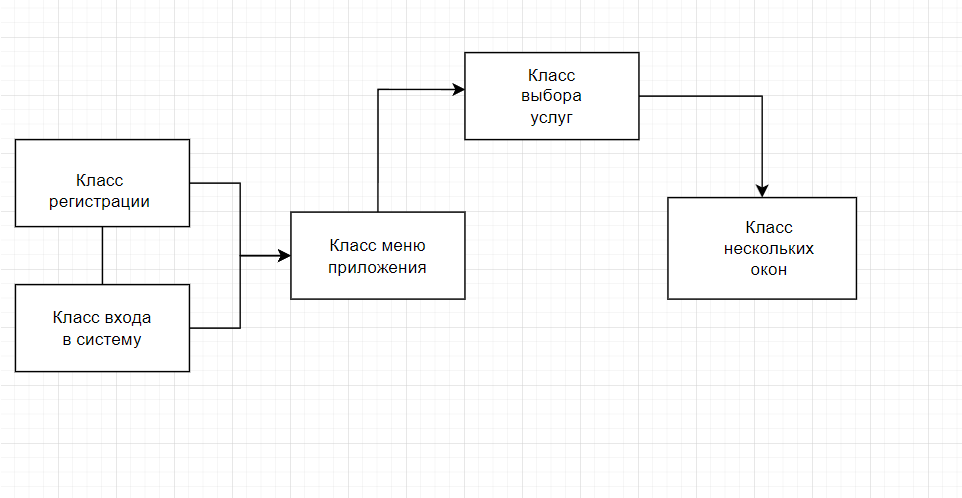 Класс
регистрации
Класс входа
в систему
Класс меню
приложения
Класс
выбора
услуг
Класс
нескольких
окон